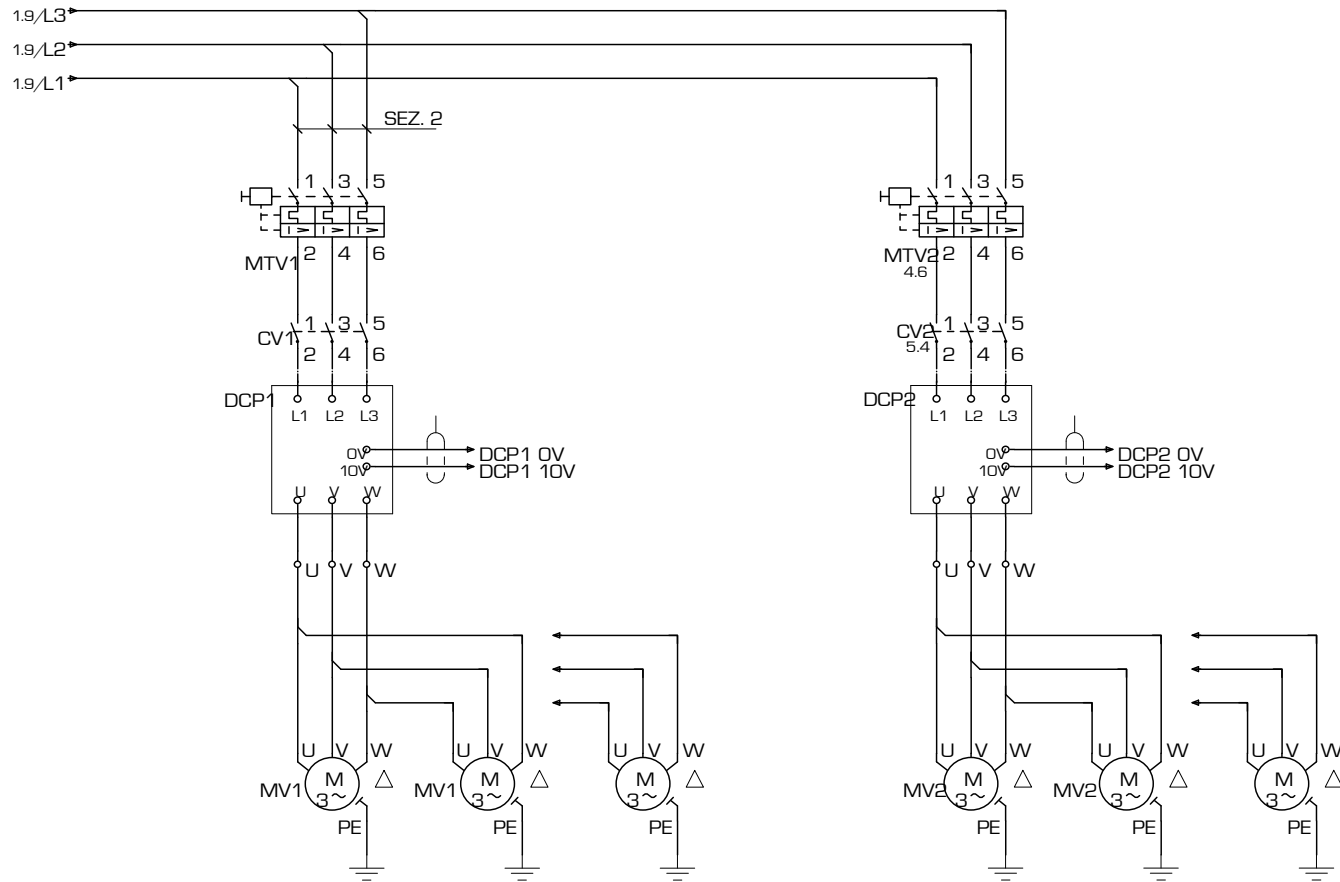 1.9/L3
1.9/L2
1.9/L1
SEZ. 2
1 3 5
1 3 5
2 4 6
MTV1
2 4 6
MTV2
4.6
1 3 5
CV1
2 4 6
1 3 5
CV2
5.4
2 4 6
DCP1
L1 L2 L3
0V
DCP1 0V
10V
DCP1 10V
U V W
DCP2
L1 L2 L3
0V
DCP2 0V
10V
DCP2 10V
U V W
U V W
U V W
U V W
U V W
U V W
U V W
U V W
U V W
MV1
M
3~
MV1
M
3~
M
3~
MV2
M
3~
MV2
M
3~
M
3~
PE
PE
PE
PE
PE
PE